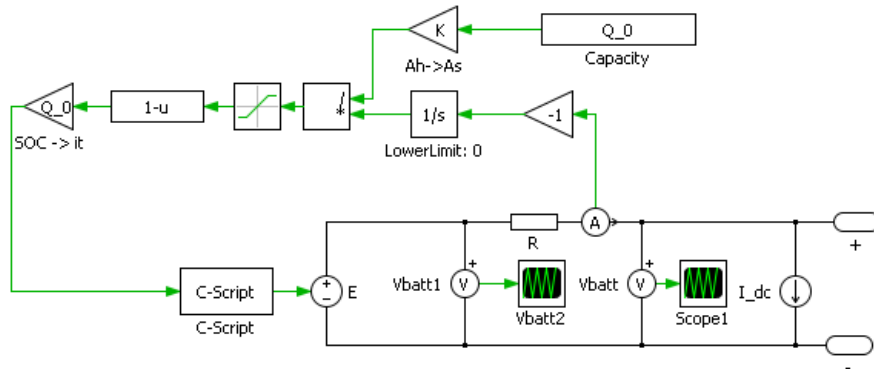 K
Q_0
Ah->As
Capacity
Q_0
1-u
*
1/s
-1
SOC -> it
LowerLimit: 0
A
+
R
+
+
C-Script
+
E
Vbatt1
V
Vbatt
V
I_dc
-
C-Script
Vbatt2
Scope1
-